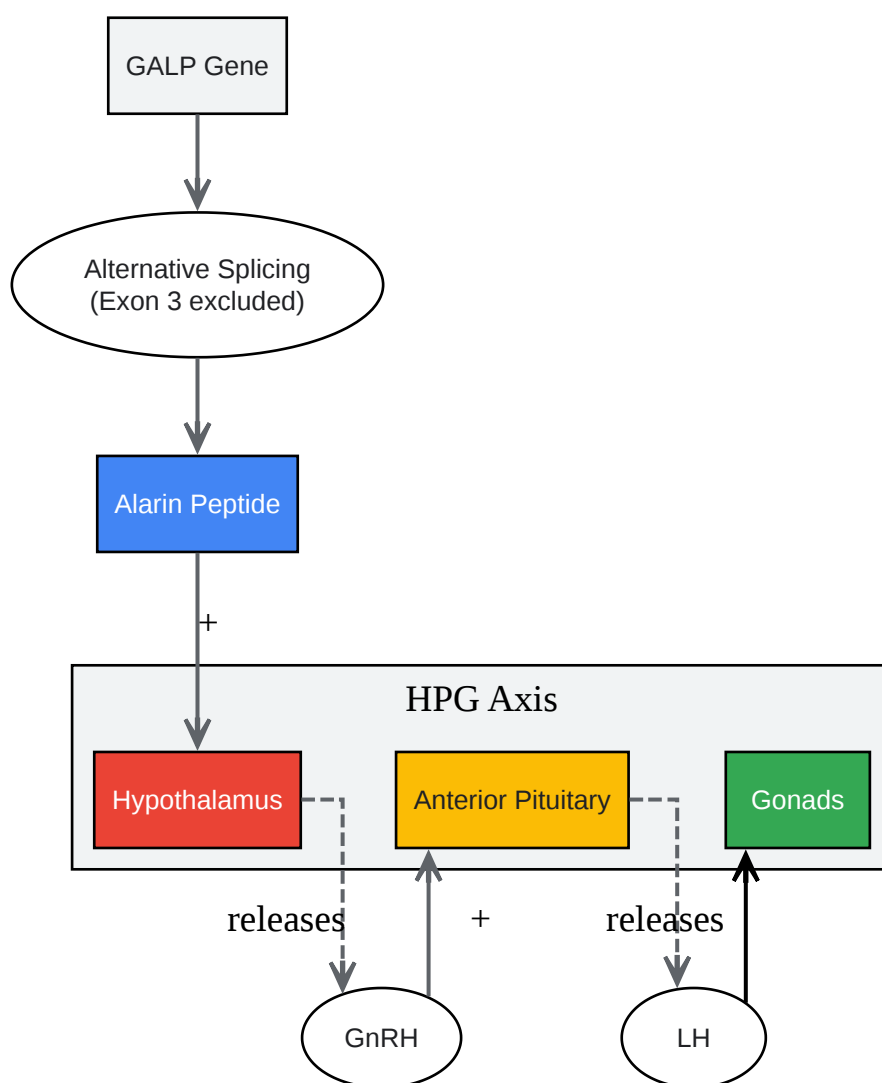 GALP Gene
Alternative Splicing
(Exon 3 excluded)
Alarin Peptide
+
HPG Axis
Hypothalamus
Anterior Pituitary
Gonads
releases
+
releases
GnRH
LH